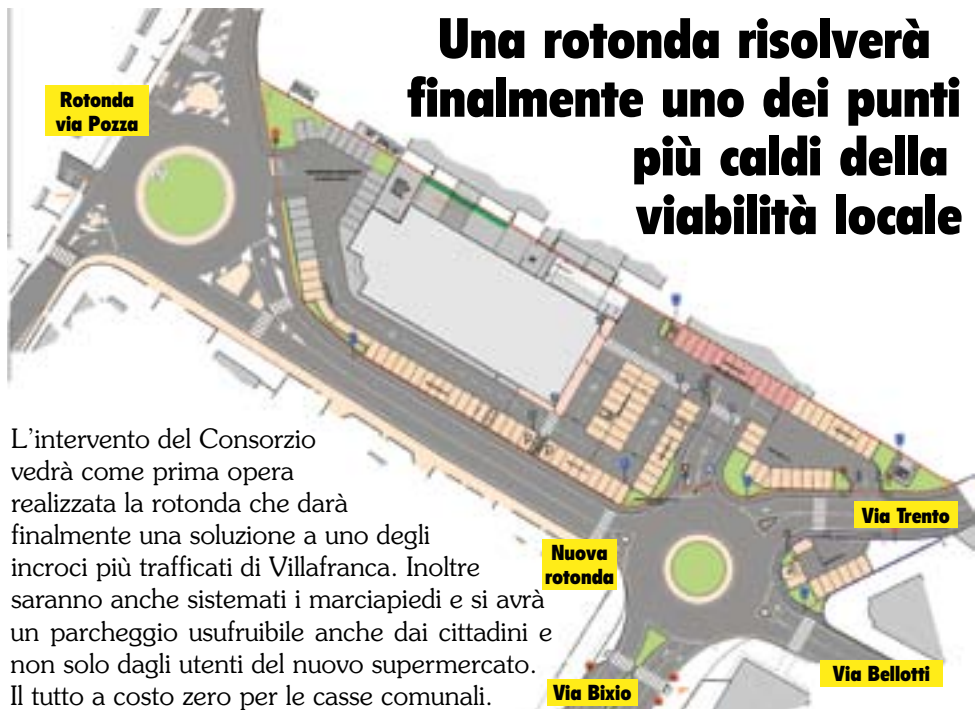 Una rotonda risolverà
finalmente uno dei punti
più caldi della
viabilità locale
Rotonda
via Pozza
L'intervento del Consorzio
vedrà come prima opera
realizzata la rotonda che darà
finalmente una soluzione a uno degli
incroci più trafficati di Villafranca. Inoltre
saranno anche sistemati i marciapiedi e si avrà
un parcheggio usufruibile anche dai cittadini e
non solo dagli utenti del nuovo supermercato.
Il tutto a costo zero per le casse comunali.
Nuova
rotonda
Via Trento
Via Bellotti
Via Bixio